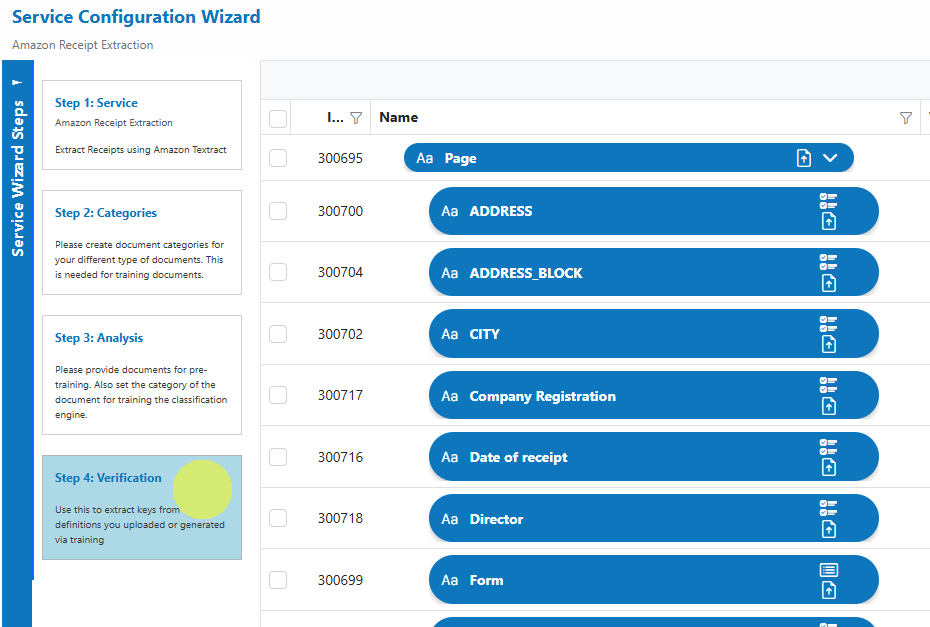 Service Configuration Wizard
Amazon Receipt Extraction
Service Wizard Steps
Step 1: Service
Amazon Receipt Extraction
Extract Receipts using Amazon Textract
Step 2: Categories
Please create document categories for
your different type of documents. This
is needed for training documents.
Step 3: Analysis
Please provide documents for pre-
training. Also set the category of the
document for training the classification
engine.
Step 4: Verification
Use this to extract keys from
definitions you uploaded or generated
via training
I... Name
300695 Aa Page
300700 Aa ADDRESS
300704 Aa ADDRESS_BLOCK
300702 Aa CITY
300717 Aa Company Registration
300716 Aa Date of receipt
300718 Aa Director
300699 Aa Form